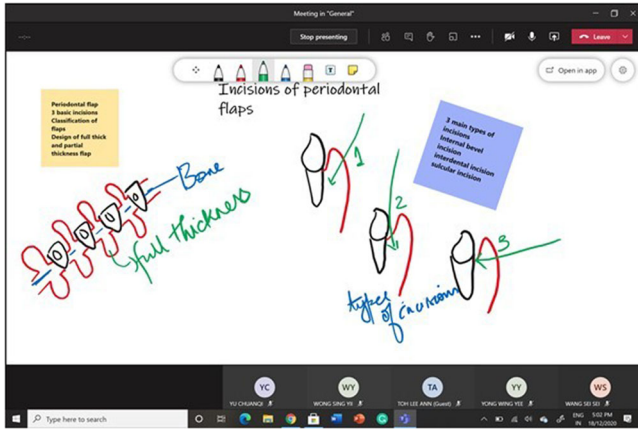 Meeting in "General"
Stop presenting
Leave
Open in app
Incisions of periodontal
flaps
Periodontal flap
3 basic incisions
Classification of
flaps
Design of full thick
and partial
thickness flap
3 main types of
incisions
Internal bevel
incision
interdental incision
sulcular incision
Bone
full thickness
1
2
3
types
of incisions
YC
WY
TA
YY
WS
YU CHUANQI
WONG SING YII
TOH LEE ANN (Guest)
YONG WING YEE
WANG SEI SEI
Type here to search
ENG
IN
5:02 PM
18/12/2020